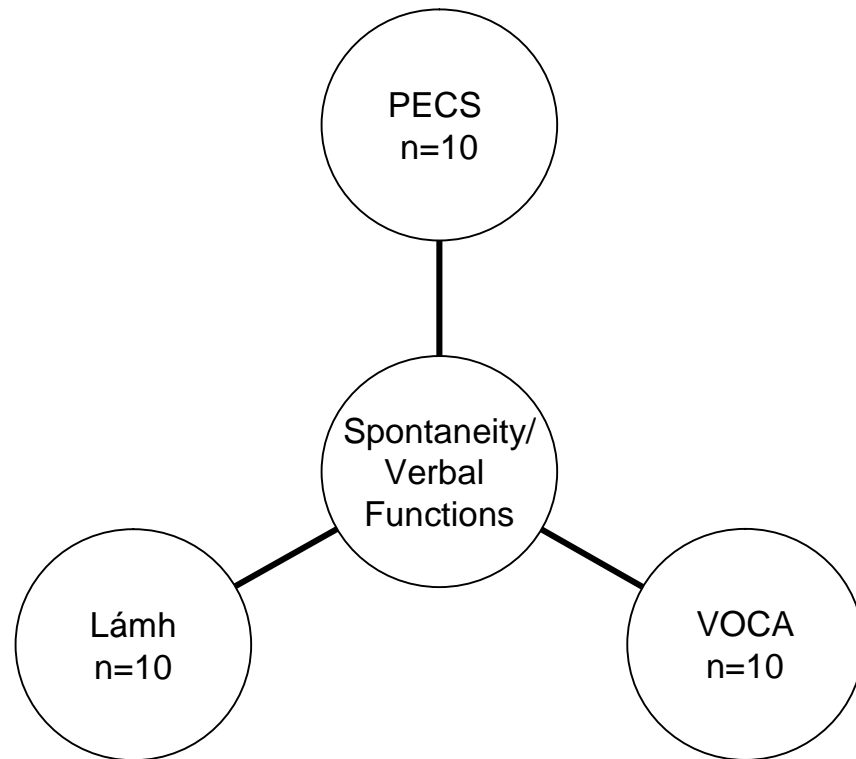 PECS
n=10
Spontaneity/
Verbal
Functions
Lámh
n=10
VOCA
n=10